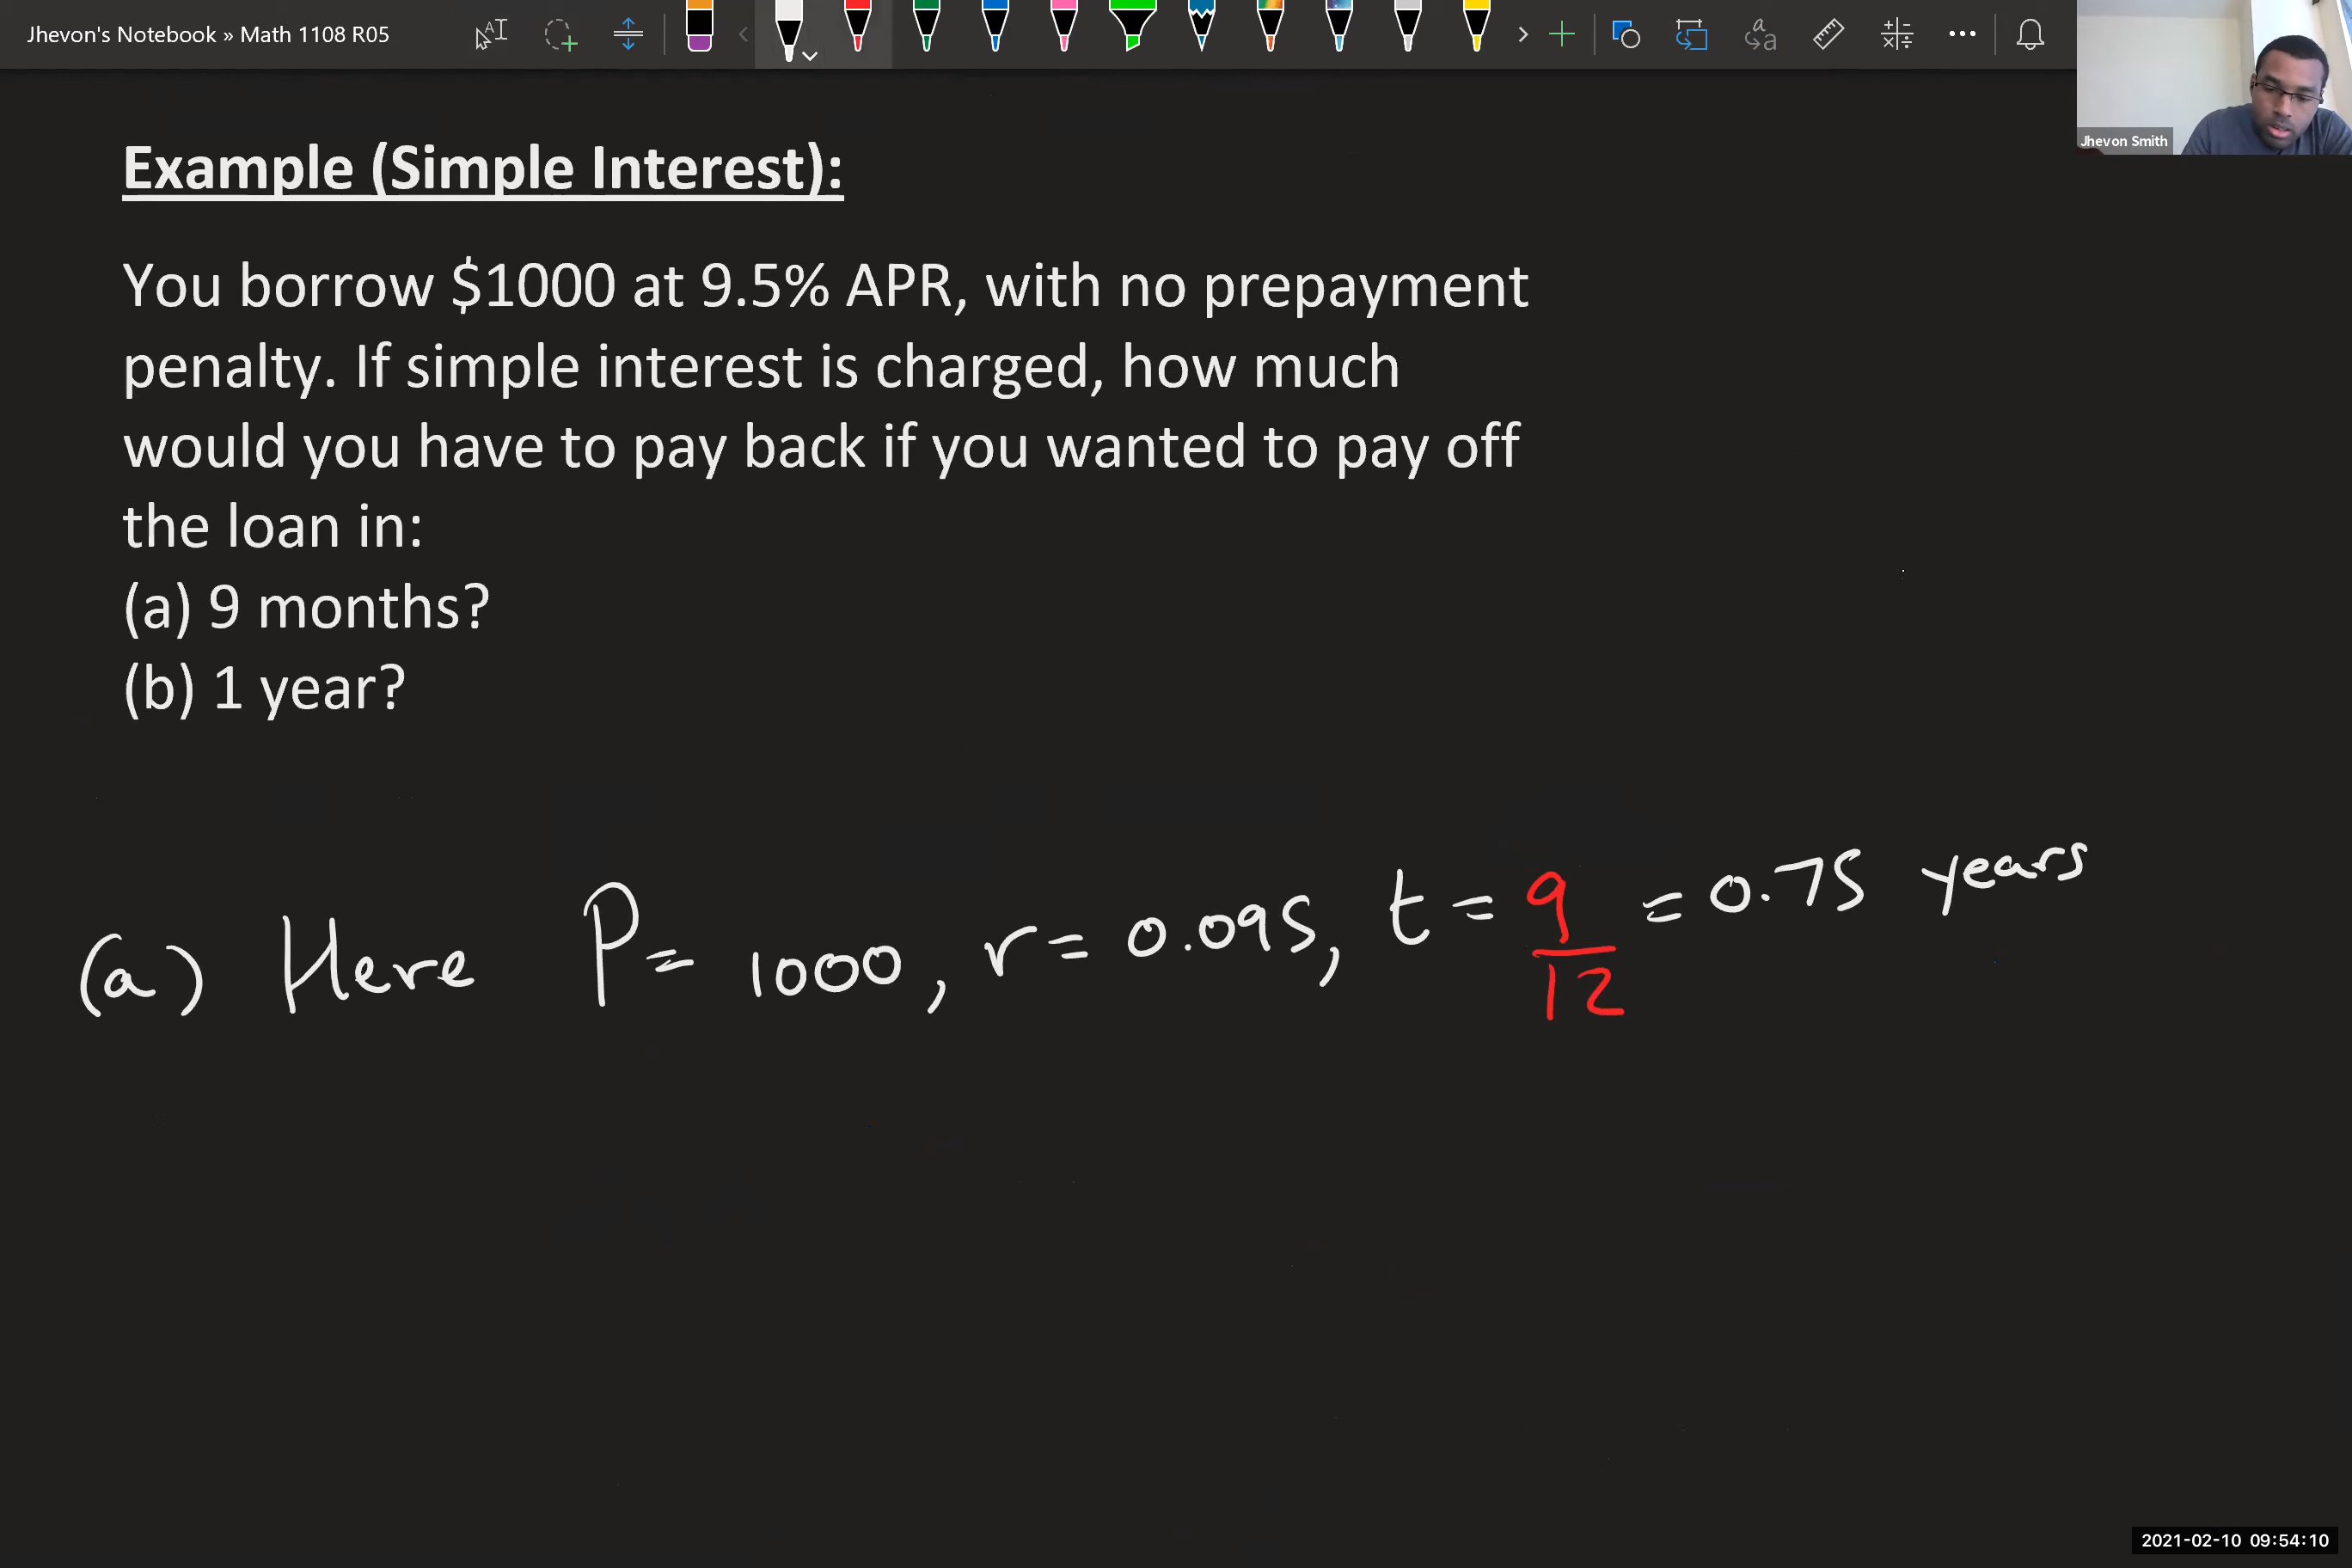 Jhevon's Notebook » Math 1108 R05
Jhevon Smith
Example (Simple Interest):
You borrow $1000 at 9.5% APR, with no prepayment
penalty. If simple interest is charged, how much
would you have to pay back if you wanted to pay off
the loan in:
(a) 9 months?
(b) 1 year?
(a) Here P = 1000, r = 0.095, t = 9/12 = 0.75 years
2021-02-10 09:54:10